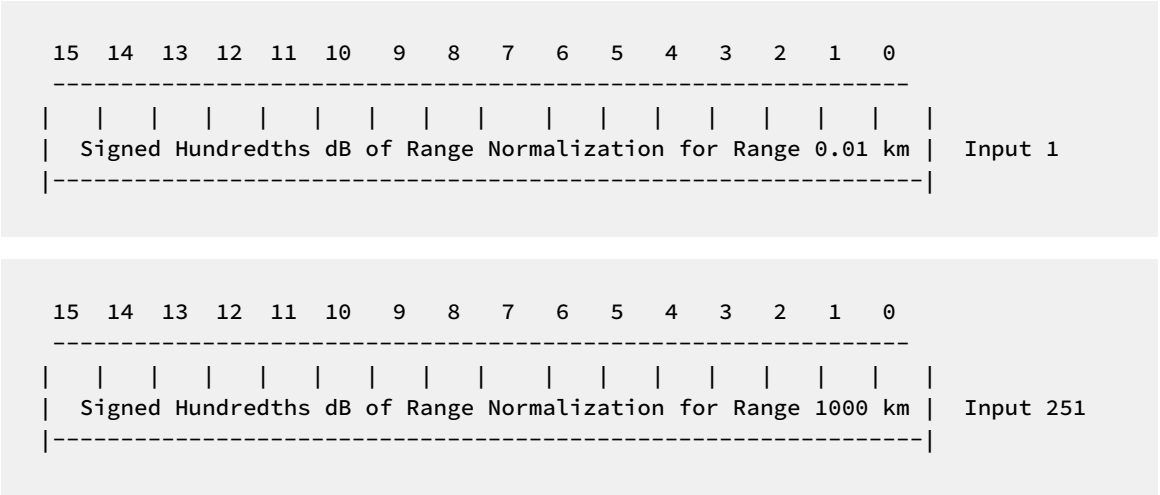 15 14 13 12 11 10 9 8 7 6 5 4 3 2 1 0
---------------------------------------------------------------
| | | | | | | | | | | | | | | | |
| Signed Hundredths dB of Range Normalization for Range 0.01 km | Input 1
|----------------------------------------------------------------|
15 14 13 12 11 10 9 8 7 6 5 4 3 2 1 0
---------------------------------------------------------------
| | | | | | | | | | | | | | | | |
| Signed Hundredths dB of Range Normalization for Range 1000 km | Input 251
|----------------------------------------------------------------|